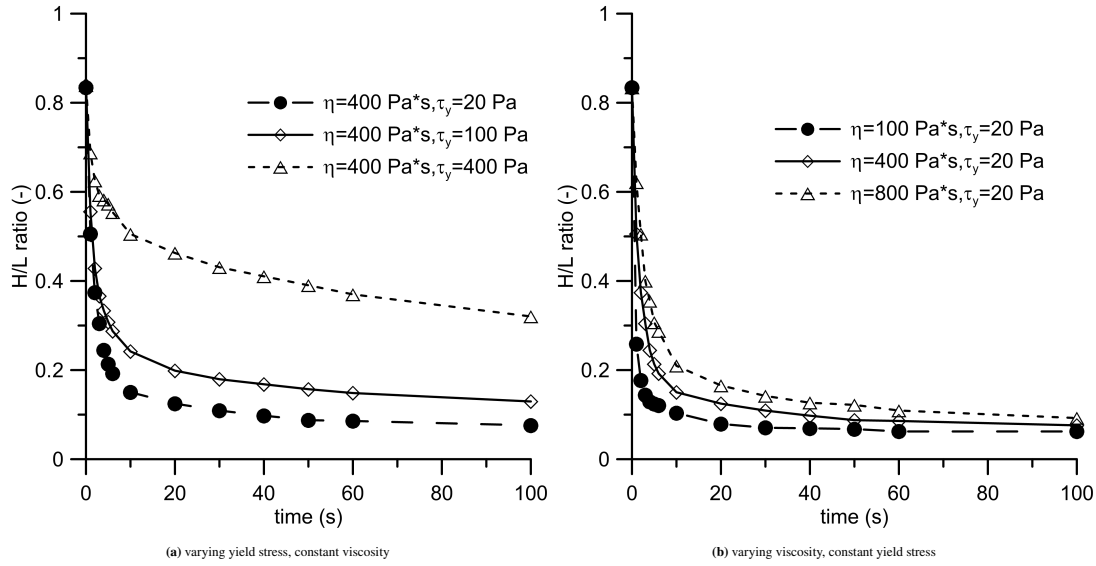 1
0.8
0.6
0.4
0.2
0
H/L ratio (-)
η=400 Pa*s,τy=20 Pa
η=400 Pa*s,τy=100 Pa
η=400 Pa*s,τy=400 Pa
0 20 40 60 80 100
time (s)
(a) varying yield stress, constant viscosity
1
0.8
0.6
0.4
0.2
0
H/L ratio (-)
η=100 Pa*s,τy=20 Pa
η=400 Pa*s,τy=20 Pa
η=800 Pa*s,τy=20 Pa
0 20 40 60 80 100
time (s)
(b) varying viscosity, constant yield stress